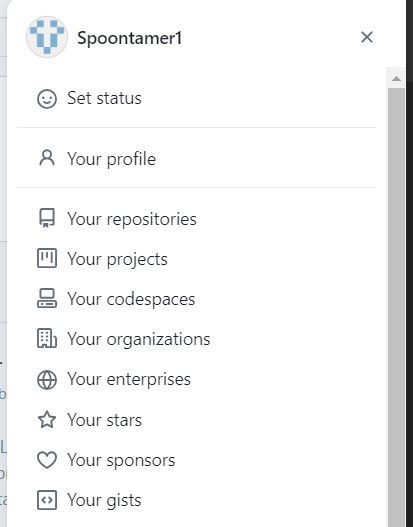 Spoontamer1
Set status
Your profile
Your repositories
Your projects
Your codespaces
Your organizations
Your enterprises
Your stars
Your sponsors
Your gists